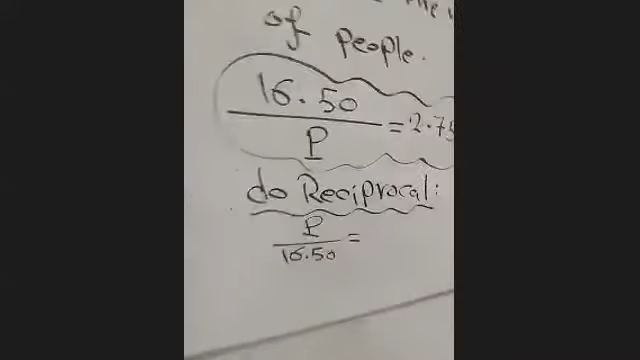 of people.
16.50
/ P = 2.75
do Reciprocal:
P / 16.50 =